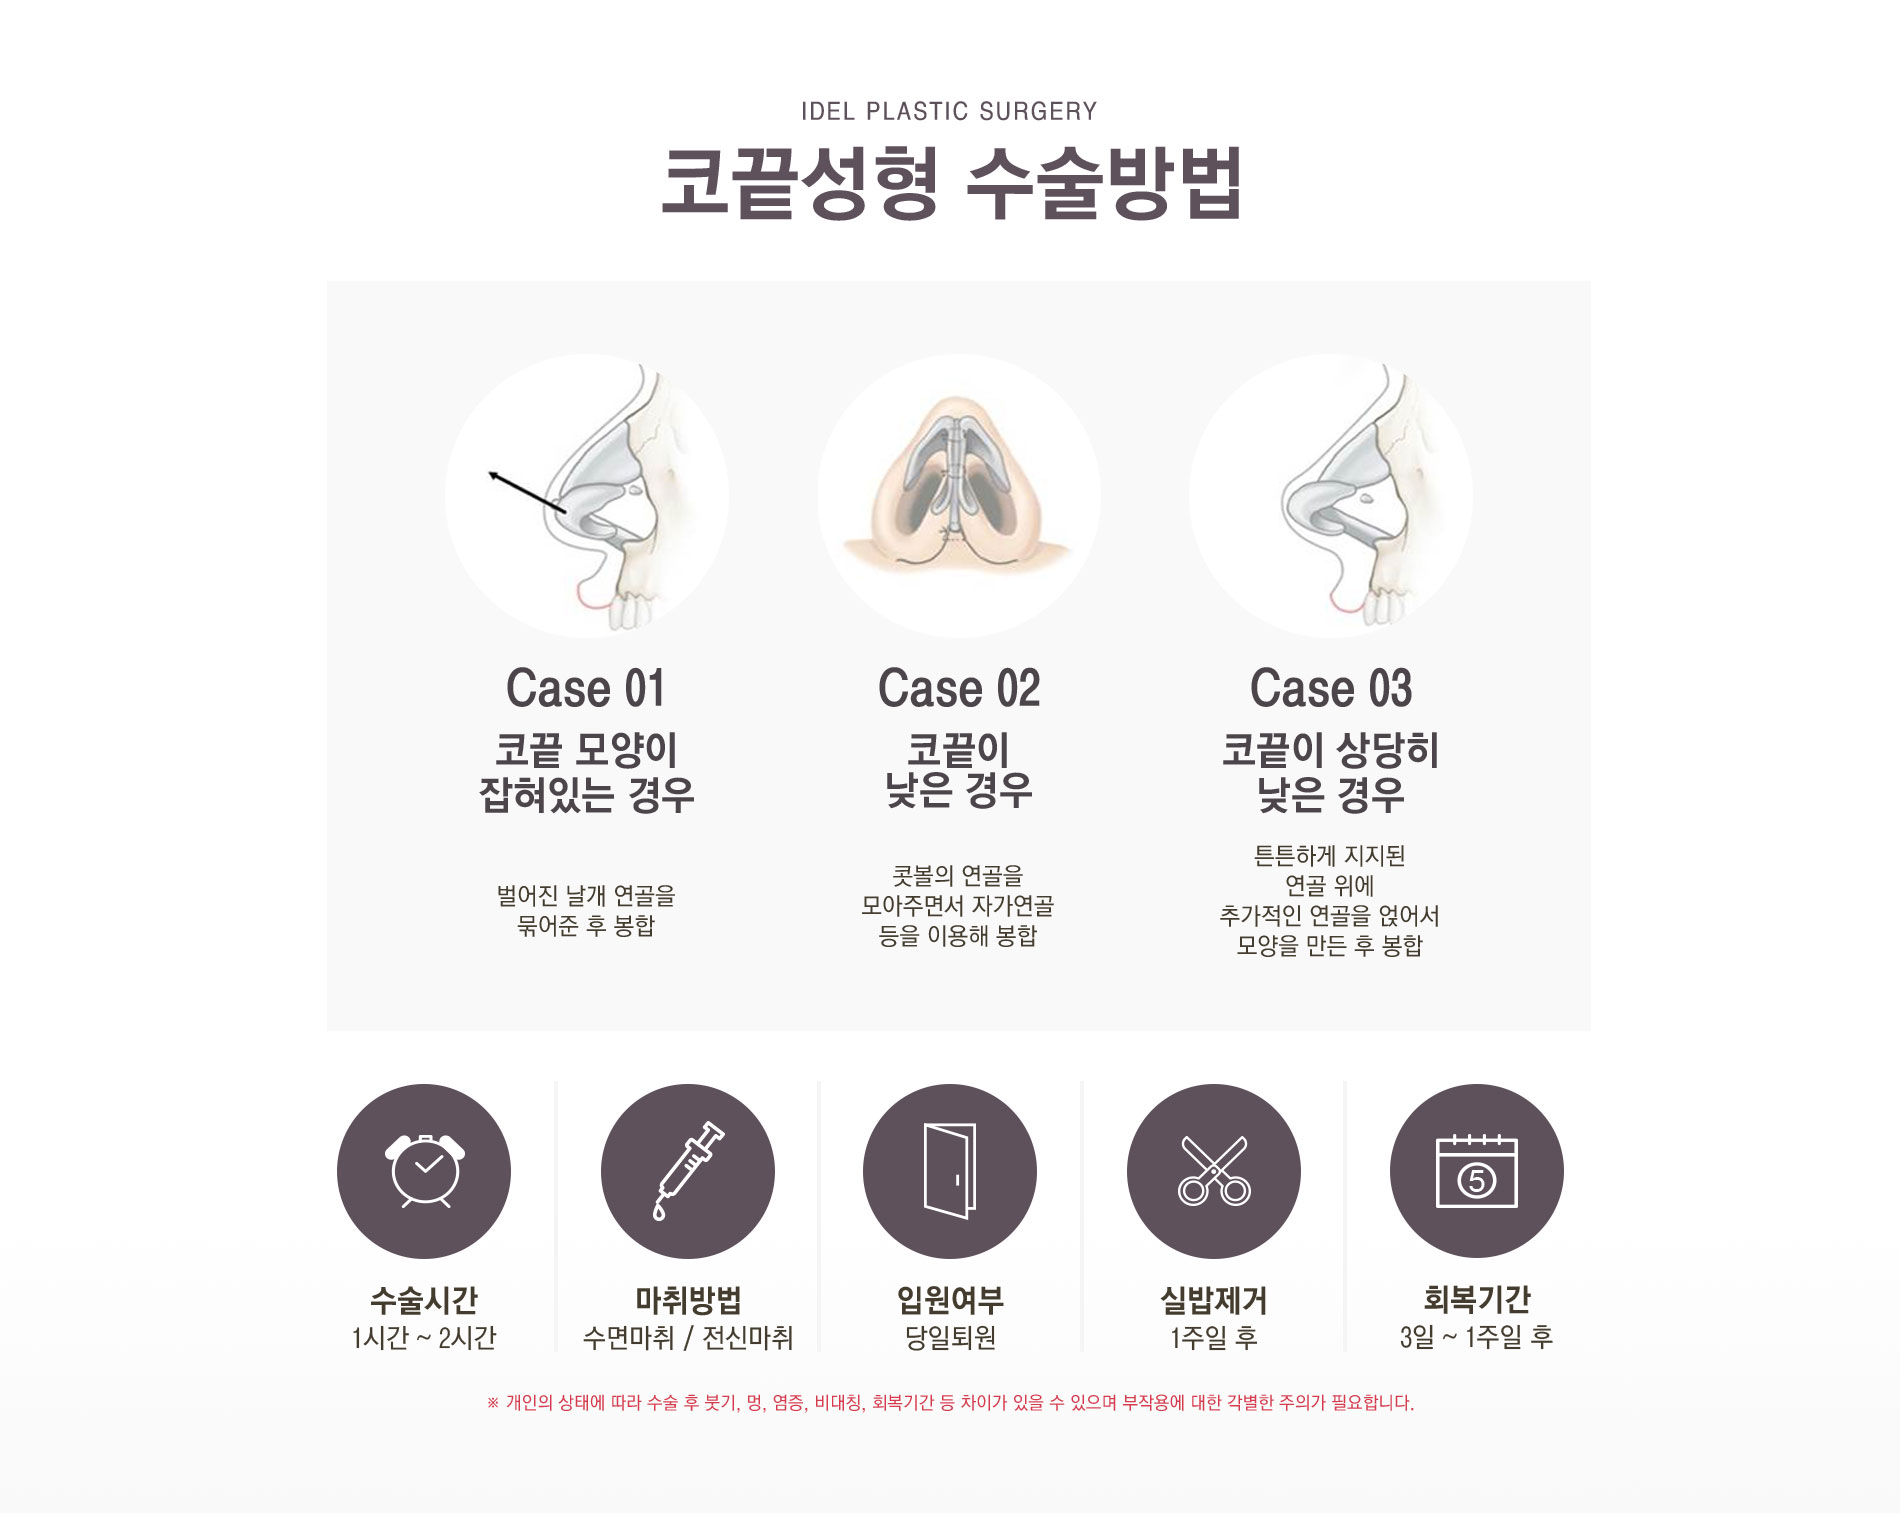 IDEL PLASTIC SURGERY
코끝성형 수술방법
Case 01
코끝 모양이
잡혀있는 경우
벌어진 날개 연골을
묶어준 후 봉합
Case 02
코끝이
낮은 경우
콧볼의 연골을
모아주면서 자가연골
등을 이용해 봉합
Case 03
코끝이 상당히
낮은 경우
튼튼하게 지지된
연골 위에
추가적인 연골을 얹어서
모양을 만든 후 봉합
수술시간
1시간 ~ 2시간
마취방법
수면마취 / 전신마취
입원여부
당일퇴원
실밥제거
1주일 후
5
회복기간
3일 ~ 1주일 후
※ 개인의 상태에 따라 수술 후 붓기, 멍, 염증, 비대칭, 회복기간 등 차이가 있을 수 있으며 부작용에 대한 각별한 주의가 필요합니다.